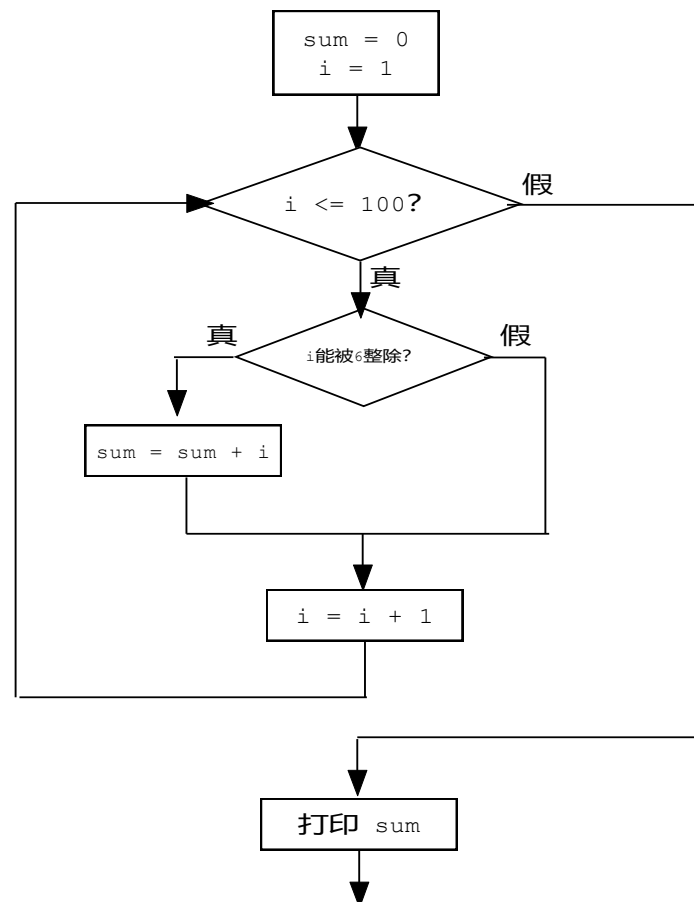 sum = 0
i = 1
i <= 100?
假
真
i能被6整除?
真
假
sum = sum + i
i = i + 1
打印 sum